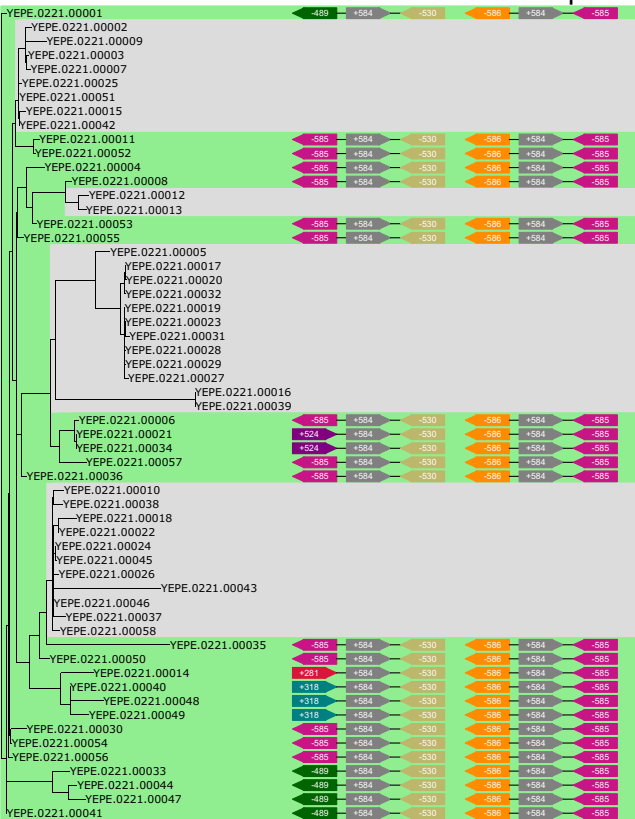 YEPE.0221.00001 -489 +584 -530 -586 +584 -585
YEPE.0221.00002
YEPE.0221.00009
YEPE.0221.00003
YEPE.0221.00007
YEPE.0221.00025
YEPE.0221.00051
YEPE.0221.00015
YEPE.0221.00042
YEPE.0221.00011 -585 +584 -530 -586 +584 -585
YEPE.0221.00052 -585 +584 -530 -586 +584 -585
YEPE.0221.00004 -585 +584 -530 -586 +584 -585
YEPE.0221.00008 -585 +584 -530 -586 +584 -585
YEPE.0221.00012
YEPE.0221.00013
YEPE.0221.00053 -585 +584 -530 -586 +584 -585
YEPE.0221.00055 -585 +584 -530 -586 +584 -585
YEPE.0221.00005
YEPE.0221.00017
YEPE.0221.00020
YEPE.0221.00032
YEPE.0221.00019
YEPE.0221.00023
YEPE.0221.00031
YEPE.0221.00028
YEPE.0221.00029
YEPE.0221.00027
YEPE.0221.00016
YEPE.0221.00039
YEPE.0221.00006 -585 +584 -530 -586 +584 -585
YEPE.0221.00021 +524 +584 -530 -586 +584 -585
YEPE.0221.00034 +524 +584 -530 -586 +584 -585
YEPE.0221.00057 -585 +584 -530 -586 +584 -585
YEPE.0221.00036 -585 +584 -530 -586 +584 -585
YEPE.0221.00010
YEPE.0221.00038
YEPE.0221.00018
YEPE.0221.00022
YEPE.0221.00024
YEPE.0221.00045
YEPE.0221.00026
YEPE.0221.00043
YEPE.0221.00046
YEPE.0221.00037
YEPE.0221.00058
YEPE.0221.00035 -585 +584 -530 -586 +584 -585
YEPE.0221.00050 -585 +584 -530 -586 +584 -585
YEPE.0221.00014 +281 +584 -530 -586 +584 -585
YEPE.0221.00040 +318 +584 -530 -586 +584 -585
YEPE.0221.00048 +318 +584 -530 -586 +584 -585
YEPE.0221.00049 +318 +584 -530 -586 +584 -585
YEPE.0221.00030 -585 +584 -530 -586 +584 -585
YEPE.0221.00054 -585 +584 -530 -586 +584 -585
YEPE.0221.00056 -585 +584 -530 -586 +584 -585
YEPE.0221.00033 -489 +584 -530 -586 +584 -585
YEPE.0221.00044 -489 +584 -530 -586 +584 -585
YEPE.0221.00047 -489 +584 -530 -586 +584 -585
YEPE.0221.00041 -489 +584 -530 -586 +584 -585